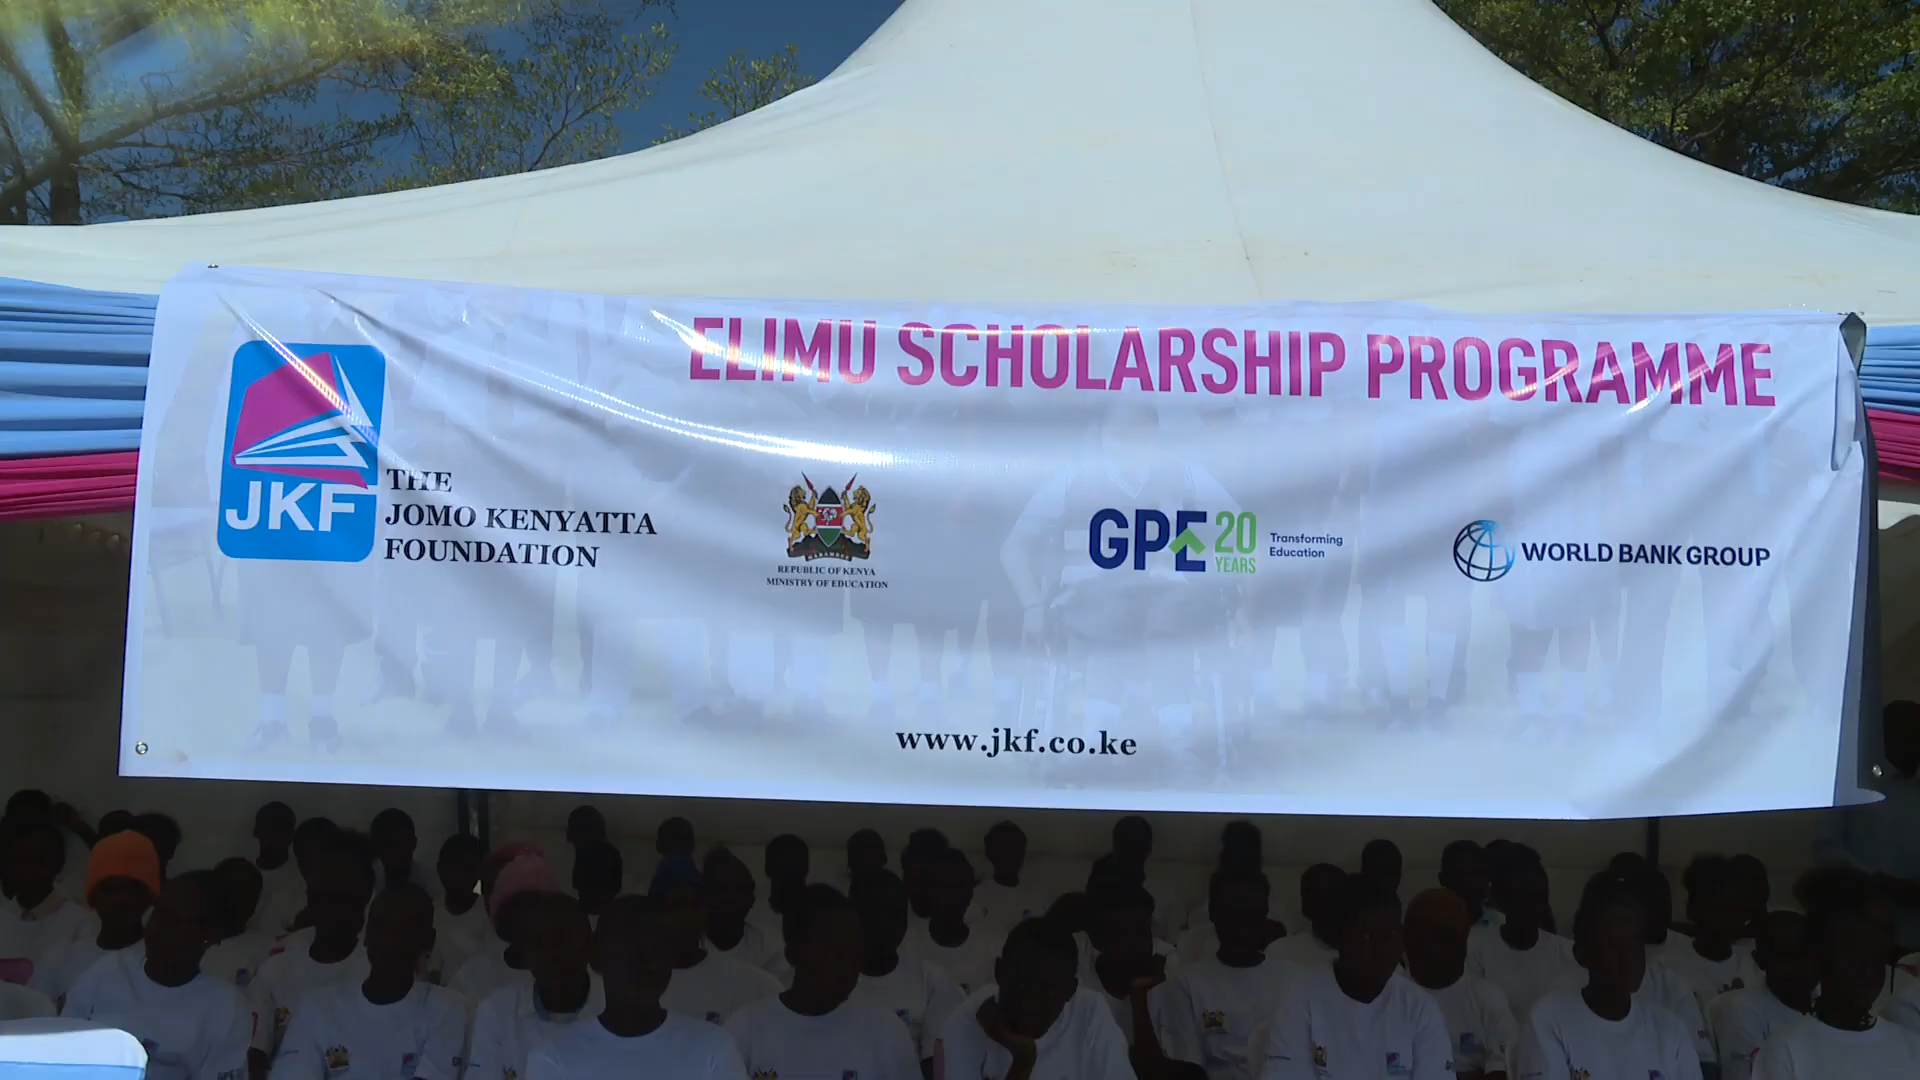 ELIMU SCHOLARSHIP PROGRAMME
JKF
THE
JOMO KENYATTA
FOUNDATION
REPUBLIC OF KENYA
MINISTRY OF EDUCATION
GPE 20
YEARS
Transforming
Education
WORLD BANK GROUP
www.jkf.co.ke